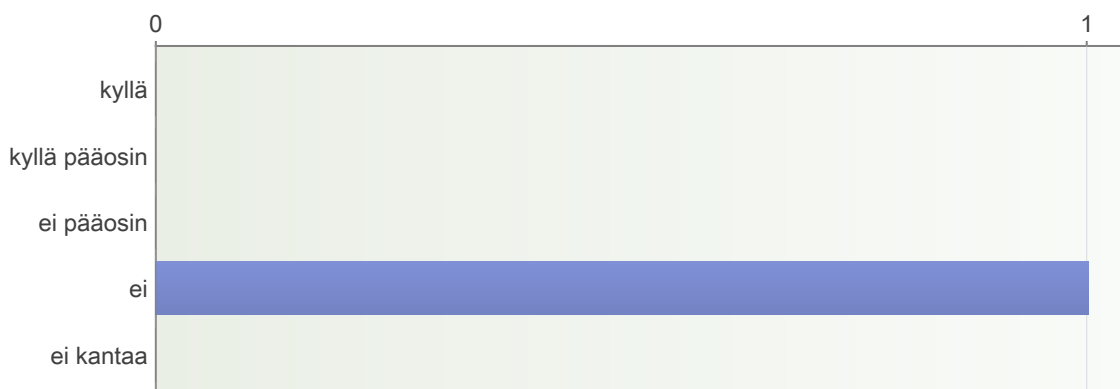 0 1
kyllä
kyllä pääosin
ei pääosin
ei
ei kantaa